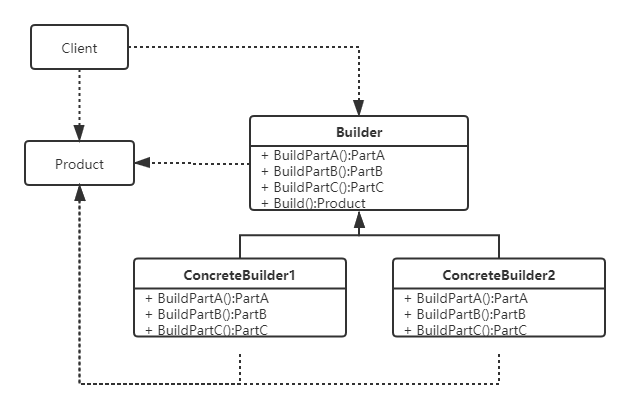 Client
Builder
+ BuildPartA():PartA
+ BuildPartB():PartB
+ BuildPartC():PartC
+ Build():Product
Product
ConcreteBuilder1
+ BuildPartA():PartA
+ BuildPartB():PartB
+ BuildPartC():PartC
ConcreteBuilder2
+ BuildPartA():PartA
+ BuildPartB():PartB
+ BuildPartC():PartC